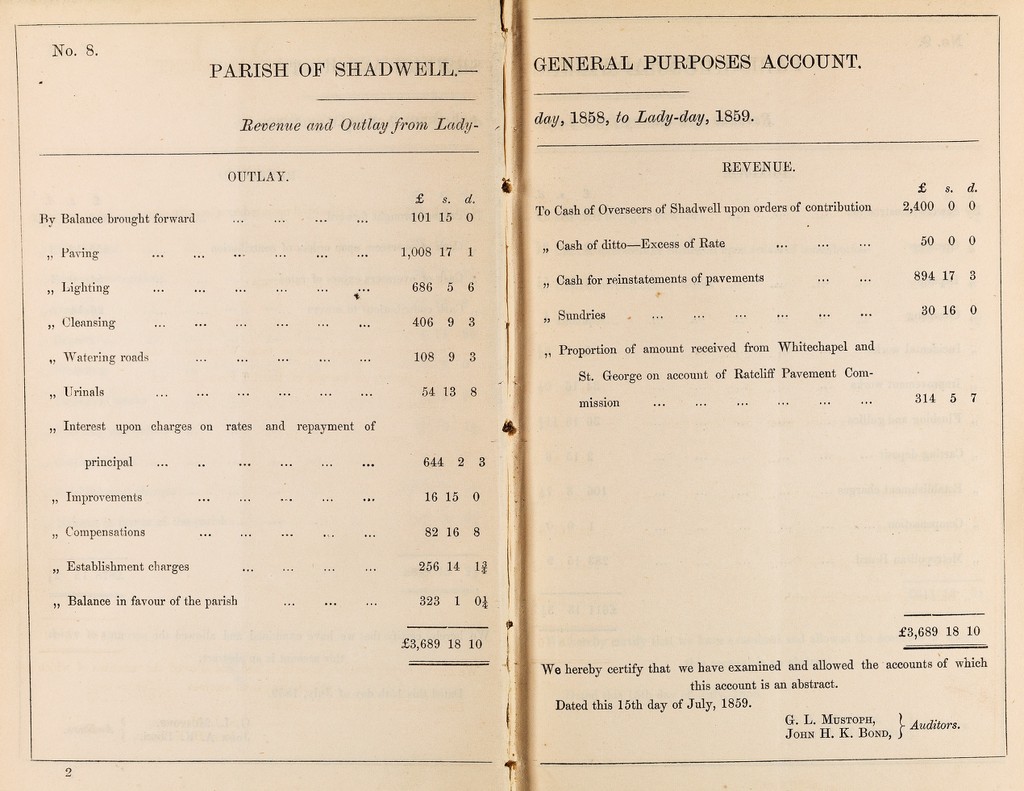 No. 8.
PARISH OF SHADWELL.—
Revenue and Outlay from Lady-
OUTLAY.
£ s. d.
By Balance brought forward ... ... ... ... 101 15 0
„ Paving ... ... ... ... ... ... 1,008 17 1
„ Lighting ... ... ... ... ... ... 686 5 6
„ Cleansing ... ... ... ... ... ... 406 9 3
„ Watering roads ... ... ... ... ... 108 9 3
„ Urinals ... ... ... ... ... ... 54 13 8
„ Interest upon charges on rates and repayment of
principal ... .. ... ... ... ... 644 2 3
„ Improvements ... ... ... ... ... 16 15 0
„ Compensations ... ... ... ... ... 82 16 8
„ Establishment charges ... ... ... ... 256 14 1¾
„ Balance in favour of the parish ... ... ... 323 1 0¼
£3,689 18 10
2
GENERAL PURPOSES ACCOUNT.
day, 1858, to Lady-day, 1859.
REVENUE.
£ s. d.
To Cash of Overseers of Shadwell upon orders of contribution 2,400 0 0
„ Cash of ditto—Excess of Rate ... ... ... 50 0 0
„ Cash for reinstatements of pavements ... ... 894 17 3
„ Sundries ... ... ... ... ... ... 30 16 0
„ Proportion of amount received from Whitechapel and
St. George on account of Ratcliff Pavement Com-
mission ... ... ... ... ... ... 314 5 7
£3,689 18 10
We hereby certify that we have examined and allowed the accounts of which
this account is an abstract.
Dated this 15th day of July, 1859.
G. L. Mustoph,
John H. K. Bond, } Auditors.